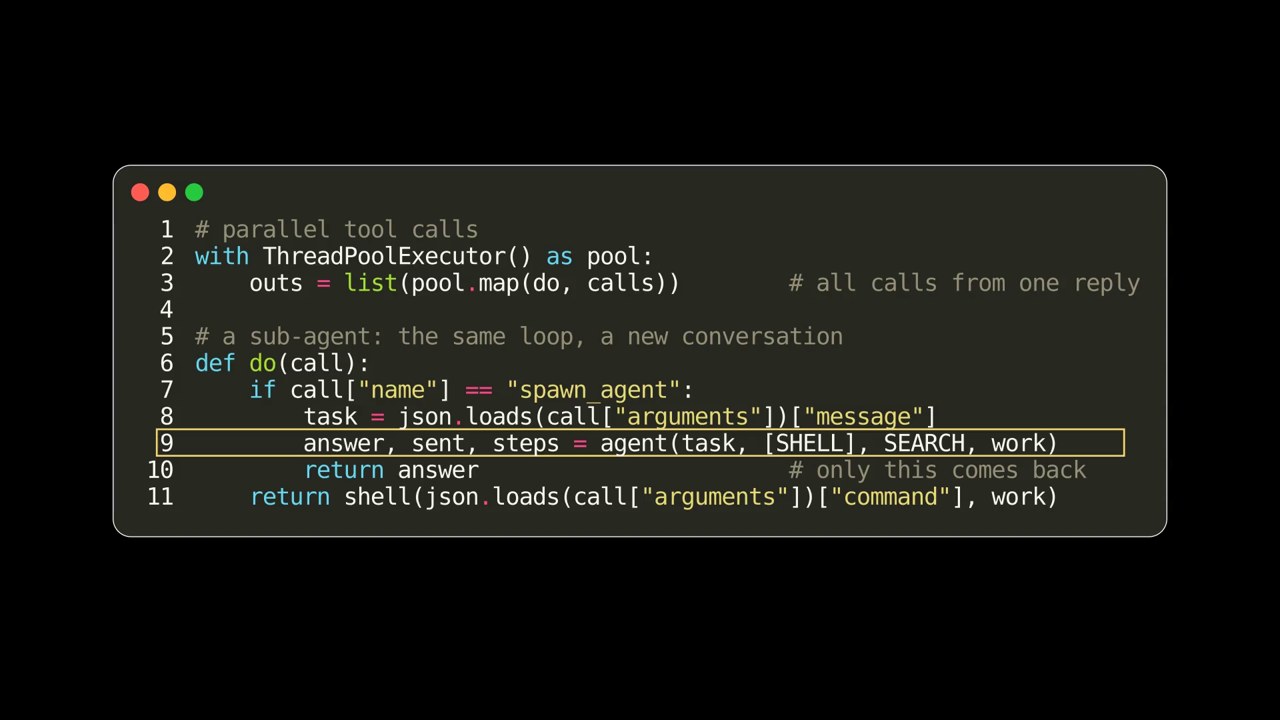 1 # parallel tool calls
2 with ThreadPoolExecutor() as pool:
3     outs = list(pool.map(do, calls))        # all calls from one reply
4
5 # a sub-agent: the same loop, a new conversation
6 def do(call):
7     if call["name"] == "spawn_agent":
8         task = json.loads(call["arguments"])["message"]
9         answer, sent, steps = agent(task, [SHELL], SEARCH, work)
10         return answer                       # only this comes back
11     return shell(json.loads(call["arguments"])["command"], work)